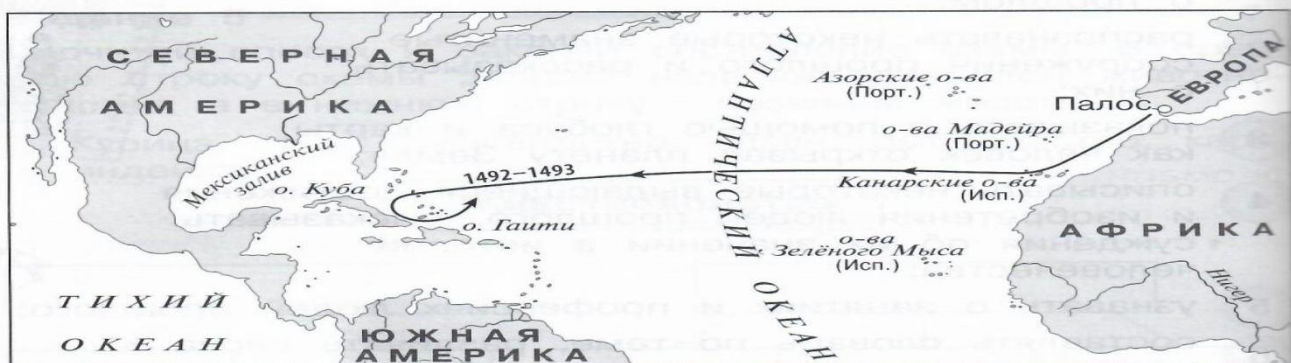 СЕВЕРНАЯ
АМЕРИКА
Мексиканский
залив
о. Куба
о. Гаити
1492–1493
АТЛАНТИЧЕСКИЙ ОКЕАН
Азорские о-ва
(Порт.)
Палос
ЕВРОПА
о-ва Мадейра
(Порт.)
Канарские о-ва
(Исп.)
о-ва
Зелёного Мыса
(Исп.)
АФРИКА
Нигер
ТИХИЙ
ОКЕАН
ЮЖНАЯ
АМЕРИКА